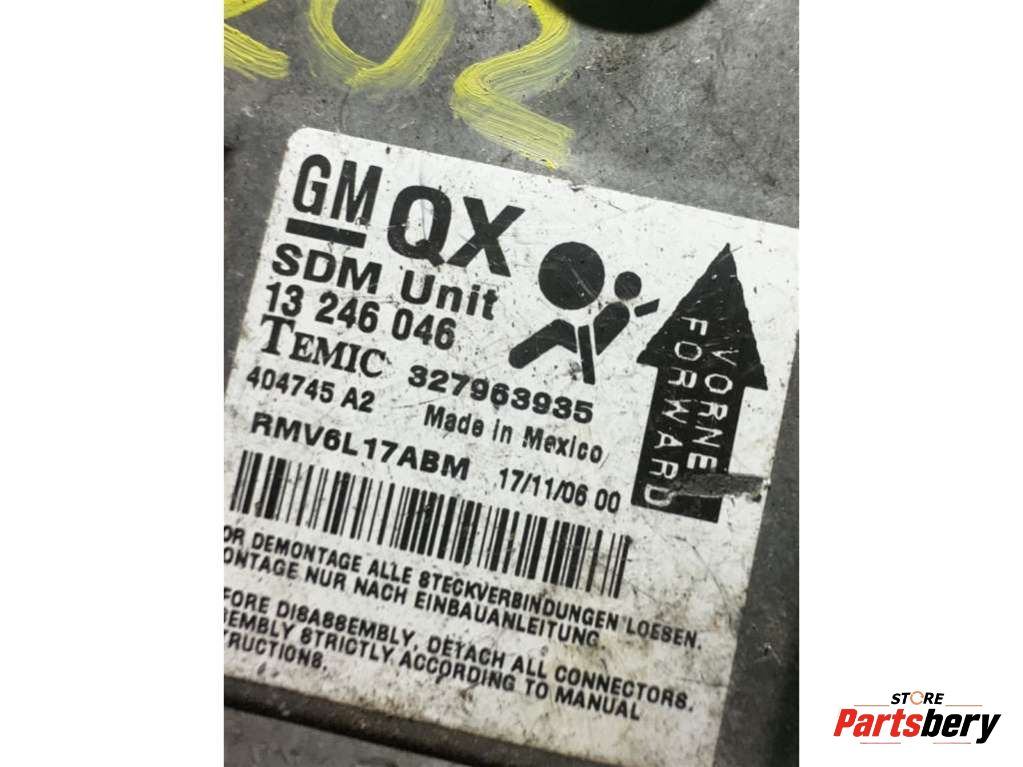 202
GM QX
SDM Unit
13 246 046
TEMIC 327963935
404745 A2 Made in Mexico
RMV6L17ABM 17/11/06 00
VORNE
FORWARD
OR DEMONTAGE ALLE STECKVERBINDUNGEN LOESEN.
ONTAGE NUR NACH EINBAUANLEITUNG.
FORE DISASSEMBLY, DETACH ALL CONNECTORS.
SEMBLY STRICTLY ACCORDING TO MANUAL
TRUCTIONS.
STORE
Partsbery